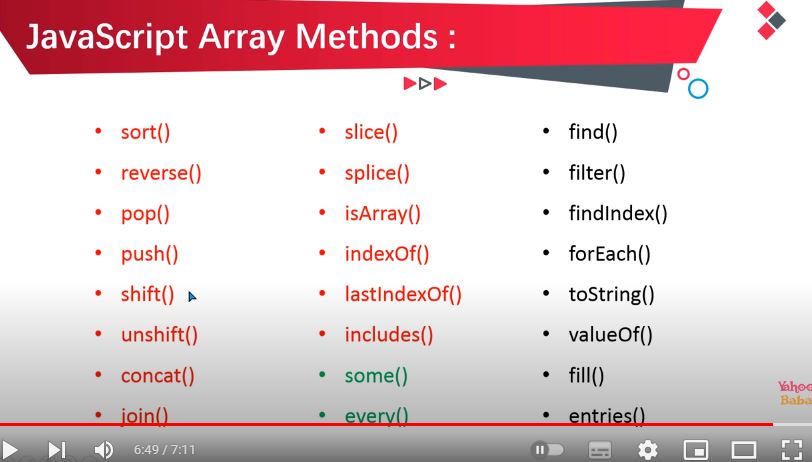 JavaScript Array Methods :
• sort()
• reverse()
• pop()
• push()
• shift()
• unshift()
• concat()
• join()
• slice()
• splice()
• isArray()
• indexOf()
• lastIndexOf()
• includes()
• some()
• every()
• find()
• filter()
• findIndex()
• forEach()
• toString()
• valueOf()
• fill()
• entries()
Yahoo
Baba
6:49 / 7:11